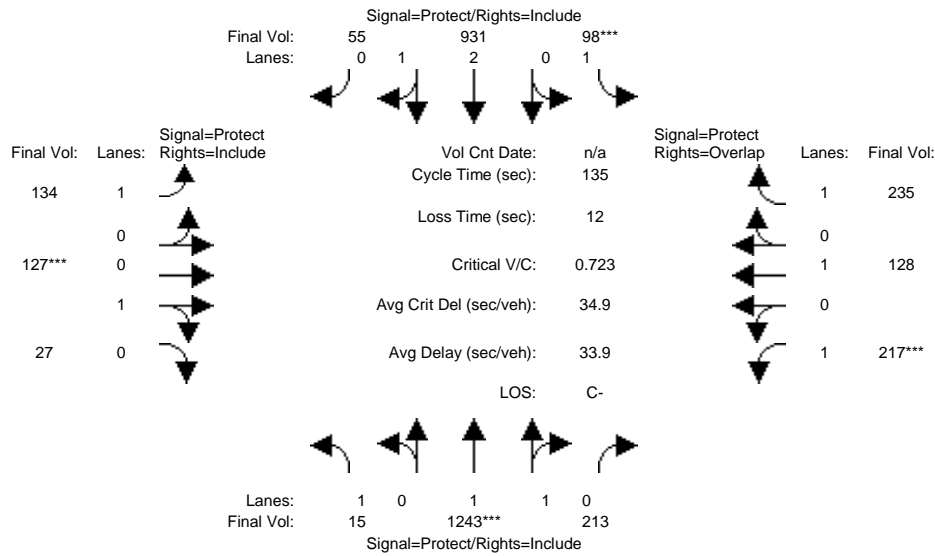 Signal=Protect/Rights=Include
Final Vol: 55 931 98***
Lanes: 0 1 2 0 1
Signal=Protect
Final Vol: Lanes: Rights=Include
Vol Cnt Date: n/a
Signal=Protect
Rights=Overlap Lanes: Final Vol:
Cycle Time (sec): 135
134 1
1 235
Loss Time (sec): 12
0
0
127*** 0
Critical V/C: 0.723
1 128
1
Avg Crit Del (sec/veh): 34.9
0
27 0
Avg Delay (sec/veh): 33.9
1 217***
LOS: C-
Lanes: 1 0 1 1 0
Final Vol: 15 1243*** 213
Signal=Protect/Rights=Include